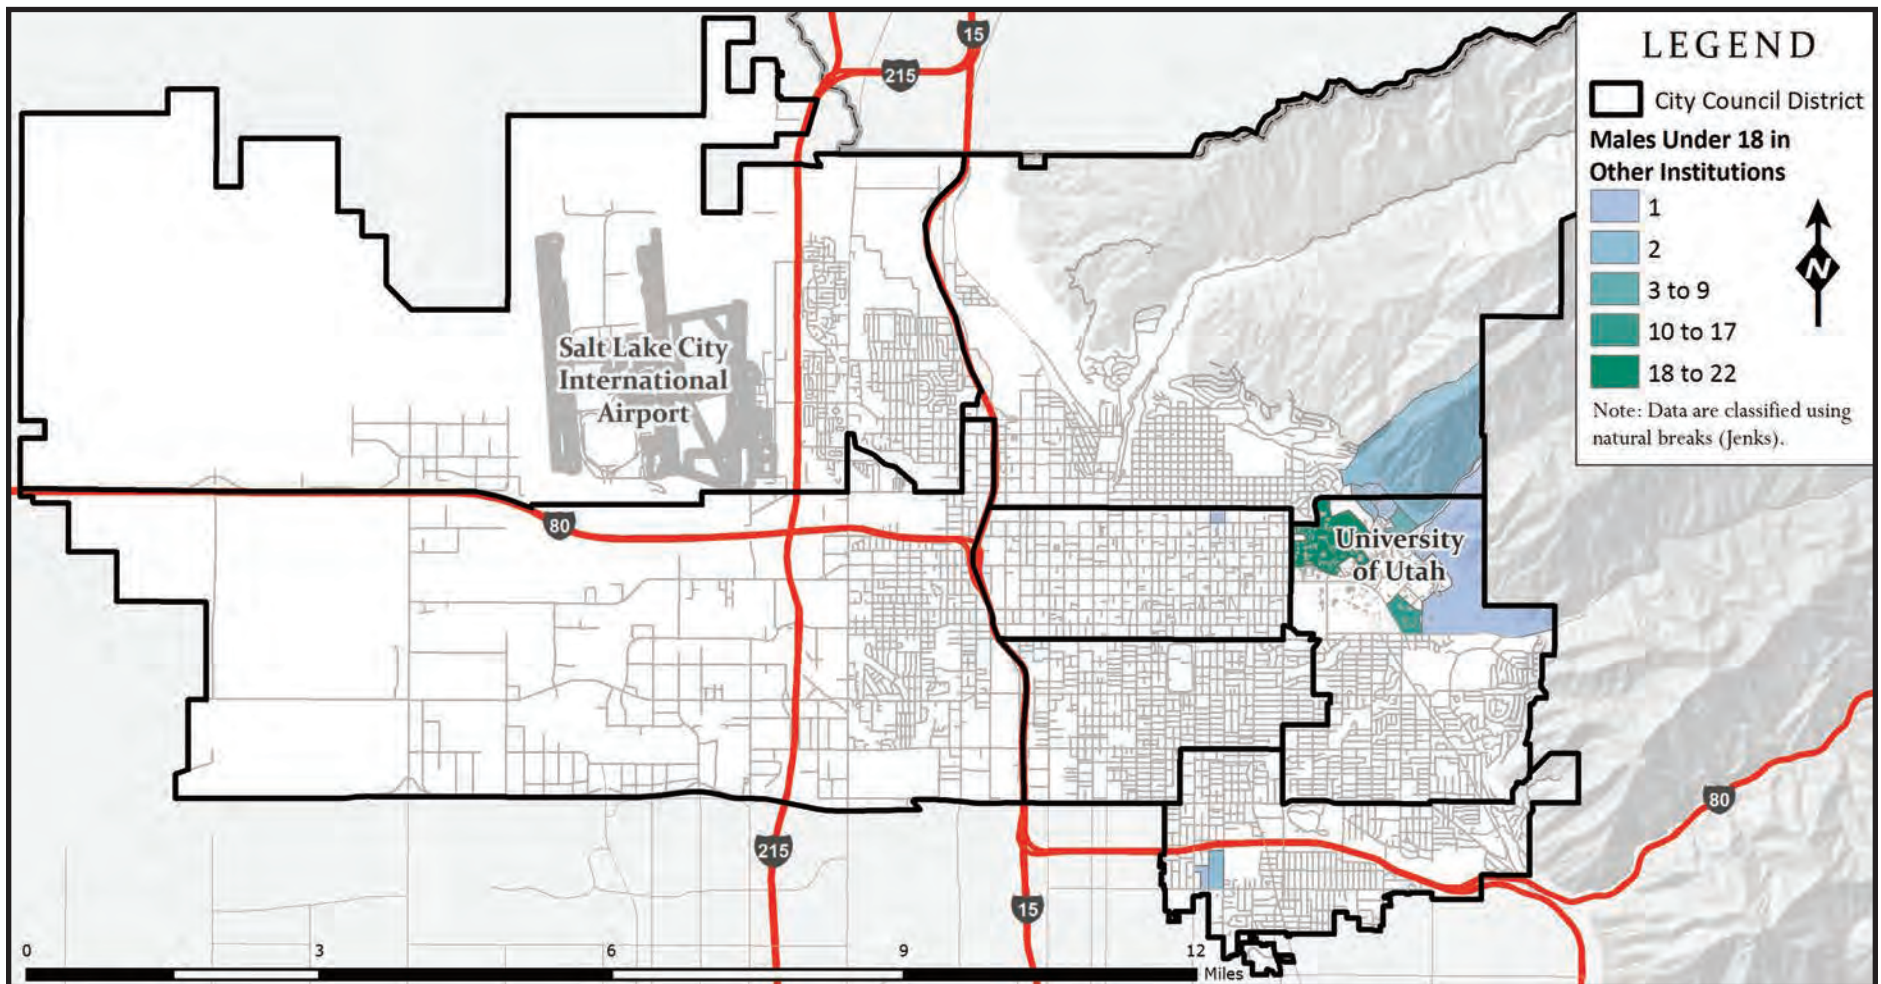 15
215
LEGEND
City Council District
Males Under 18 in
Other Institutions
1
2
3 to 9
10 to 17
18 to 22
Note: Data are classified using
natural breaks (Jenks).
N
Salt Lake City
International
Airport
80
University
of Utah
80
215
15
0 3 6 9 12
Miles